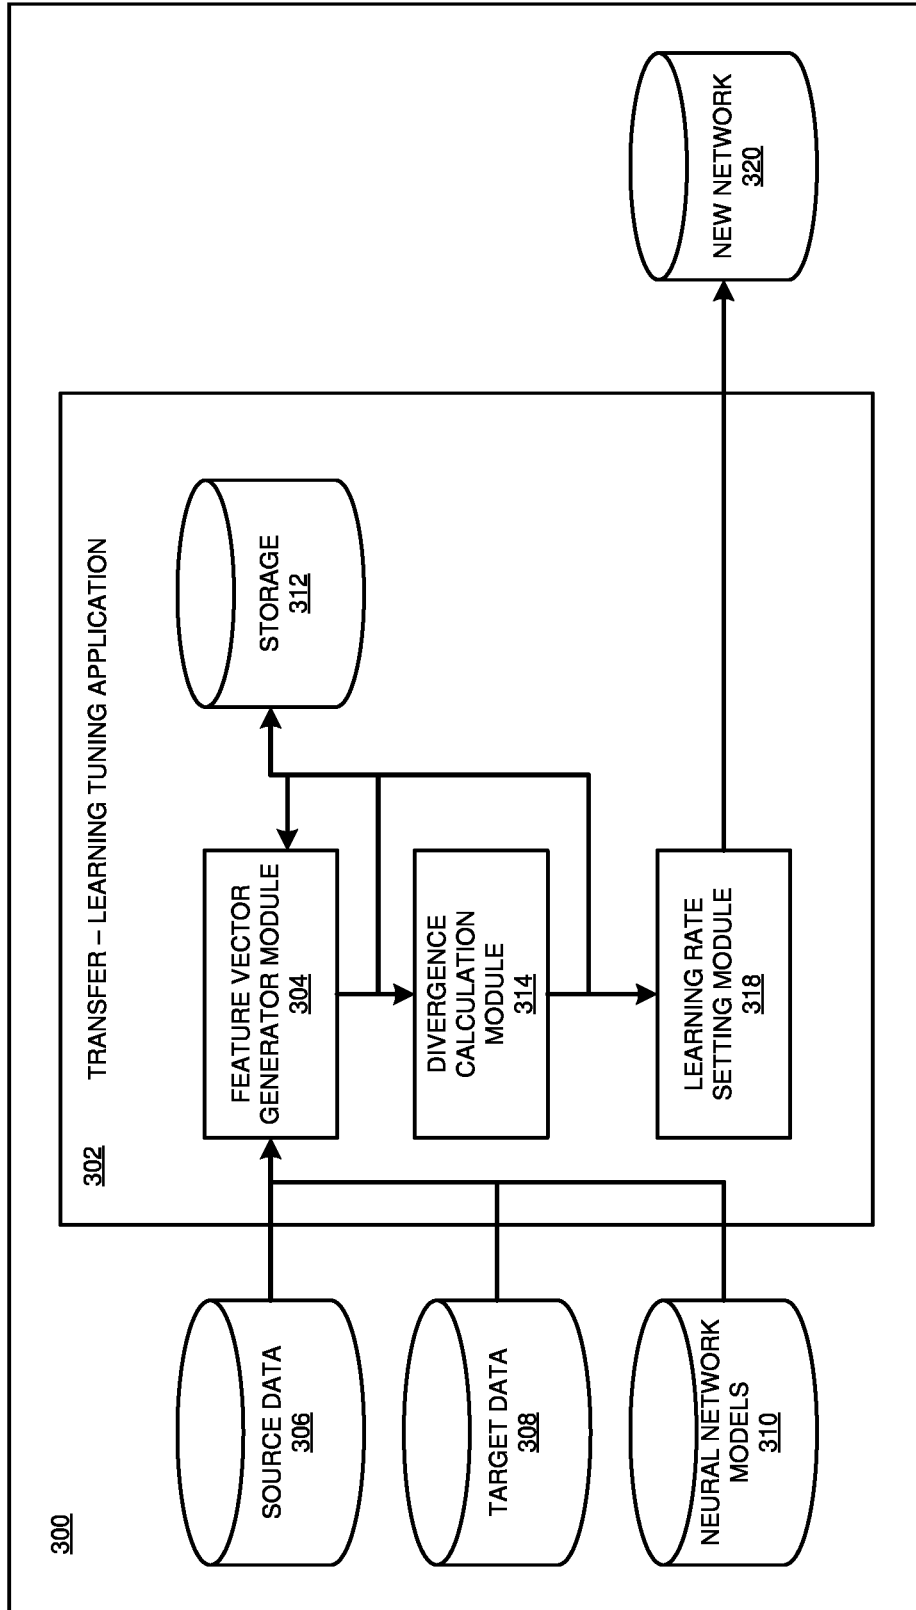 300
302
TRANSFER – LEARNING TUNING APPLICATION
SOURCE DATA
306
FEATURE VECTOR
GENERATOR MODULE
304
STORAGE
312
TARGET DATA
308
DIVERGENCE
CALCULATION
MODULE
314
NEURAL NETWORK
MODELS
310
LEARNING RATE
SETTING MODULE
318
NEW NETWORK
320